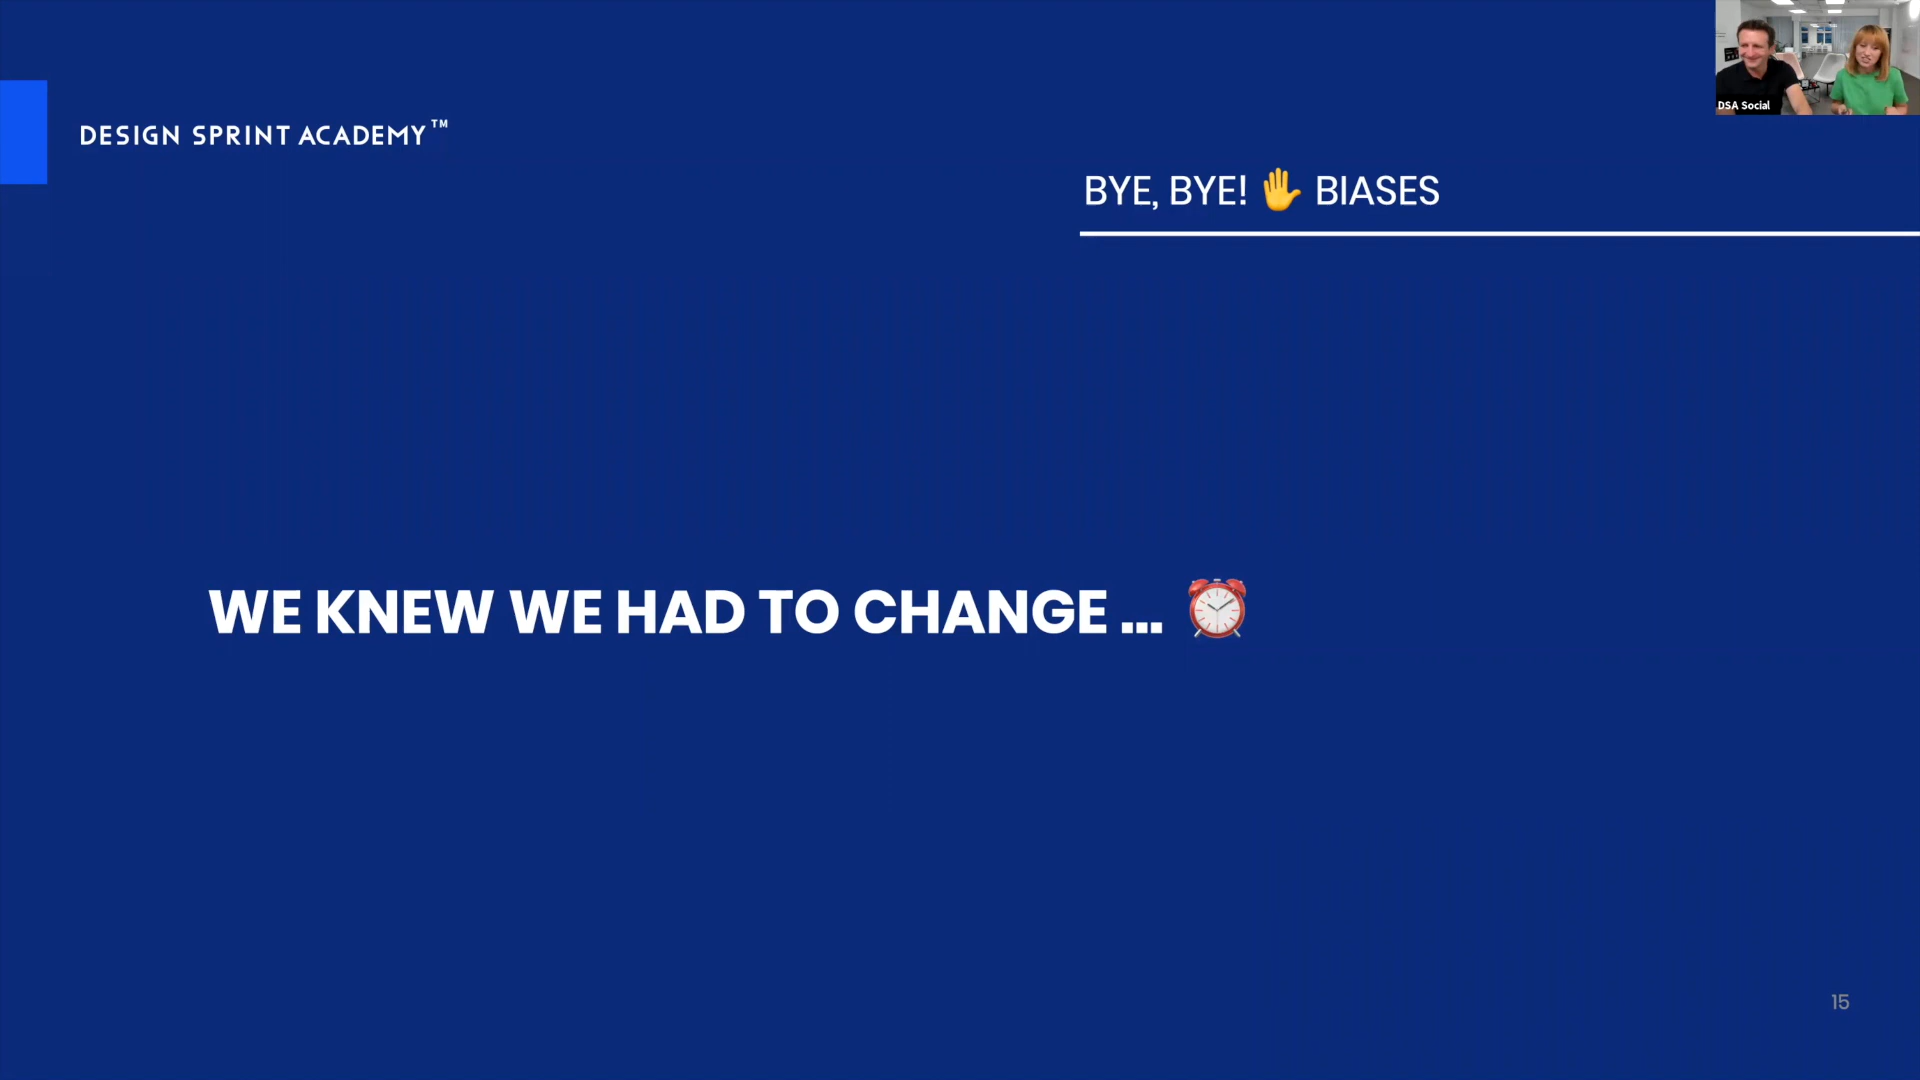 DSA Social
DESIGN SPRINT ACADEMY™
BYE, BYE! ✋ BIASES
WE KNEW WE HAD TO CHANGE ... ⏰
15